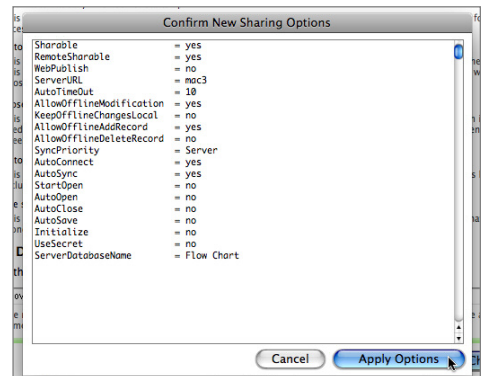 Confirm New Sharing Options
Sharable = yes
RemoteSharable = yes
WebPublish = no
ServerURL = mac3
AutoTimeOut = 10
AllowOfflineModification = yes
KeepOfflineChangesLocal = no
AllowOfflineAddRecord = yes
AllowOfflineDeleteRecord = no
SyncPriority = Server
AutoConnect = yes
AutoSync = yes
StartOpen = no
AutoOpen = no
AutoClose = no
AutoSave = no
Initialize = no
UseSecret = no
ServerDatabaseName = Flow Chart
Cancel Apply Options